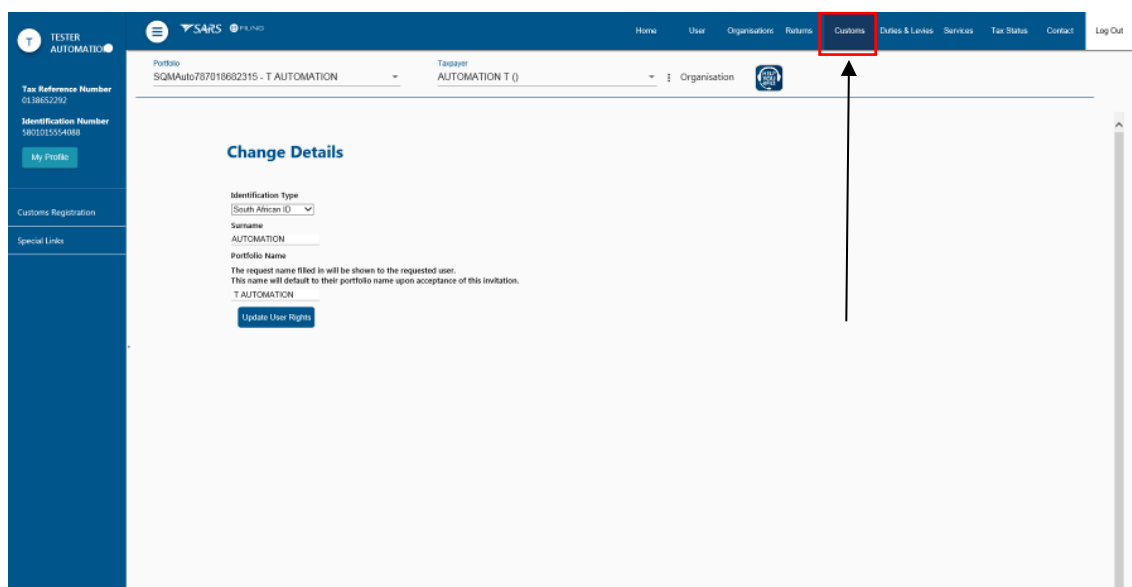 T
TESTER
AUTOMATION
Tax Reference Number
0138652292
Identification Number
5801015554088
My Profile
Customs Registration
Special Links
SARS eFILING
Home User Organisations Returns Customs Duties & Levies Services Tax Status Contact Log Out
Portfolio
SQMAuto787018682315 - T AUTOMATION
Taxpayer
AUTOMATION T ()
Organisation
HELP YOU
Change Details
Identification Type
South African ID
Surname
AUTOMATION
Portfolio Name
The request name filled in will be shown to the requested user.
This name will default to their portfolio name upon acceptance of this invitation.
T AUTOMATION
Update User Rights